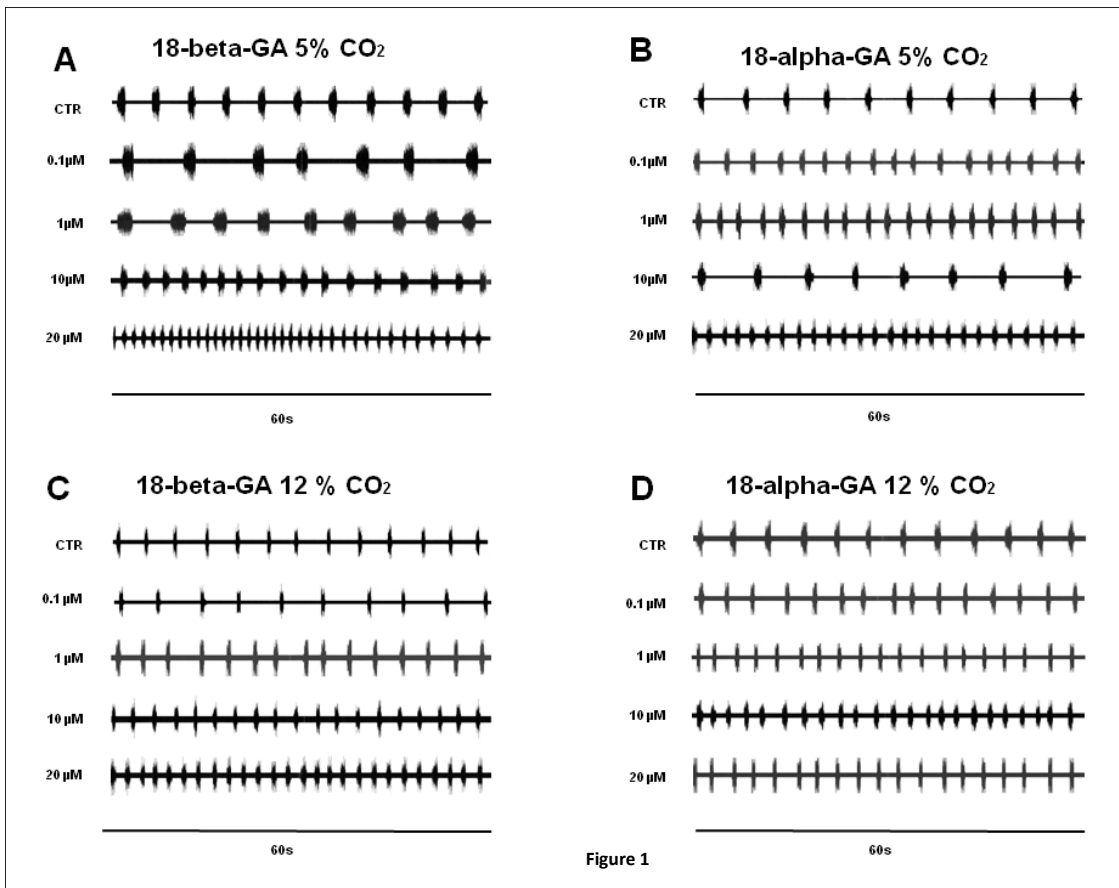 A
18-beta-GA 5% CO₂
CTR
0.1µM
1µM
10µM
20 µM
60s
B
18-alpha-GA 5% CO₂
CTR
0.1µM
1µM
10µM
20 µM
60s
C
18-beta-GA 12 % CO₂
CTR
0.1 µM
1 µM
10 µM
20 µM
60s
D
18-alpha-GA 12 % CO₂
CTR
0.1 µM
1 µM
10 µM
20 µM
60s
Figure 1